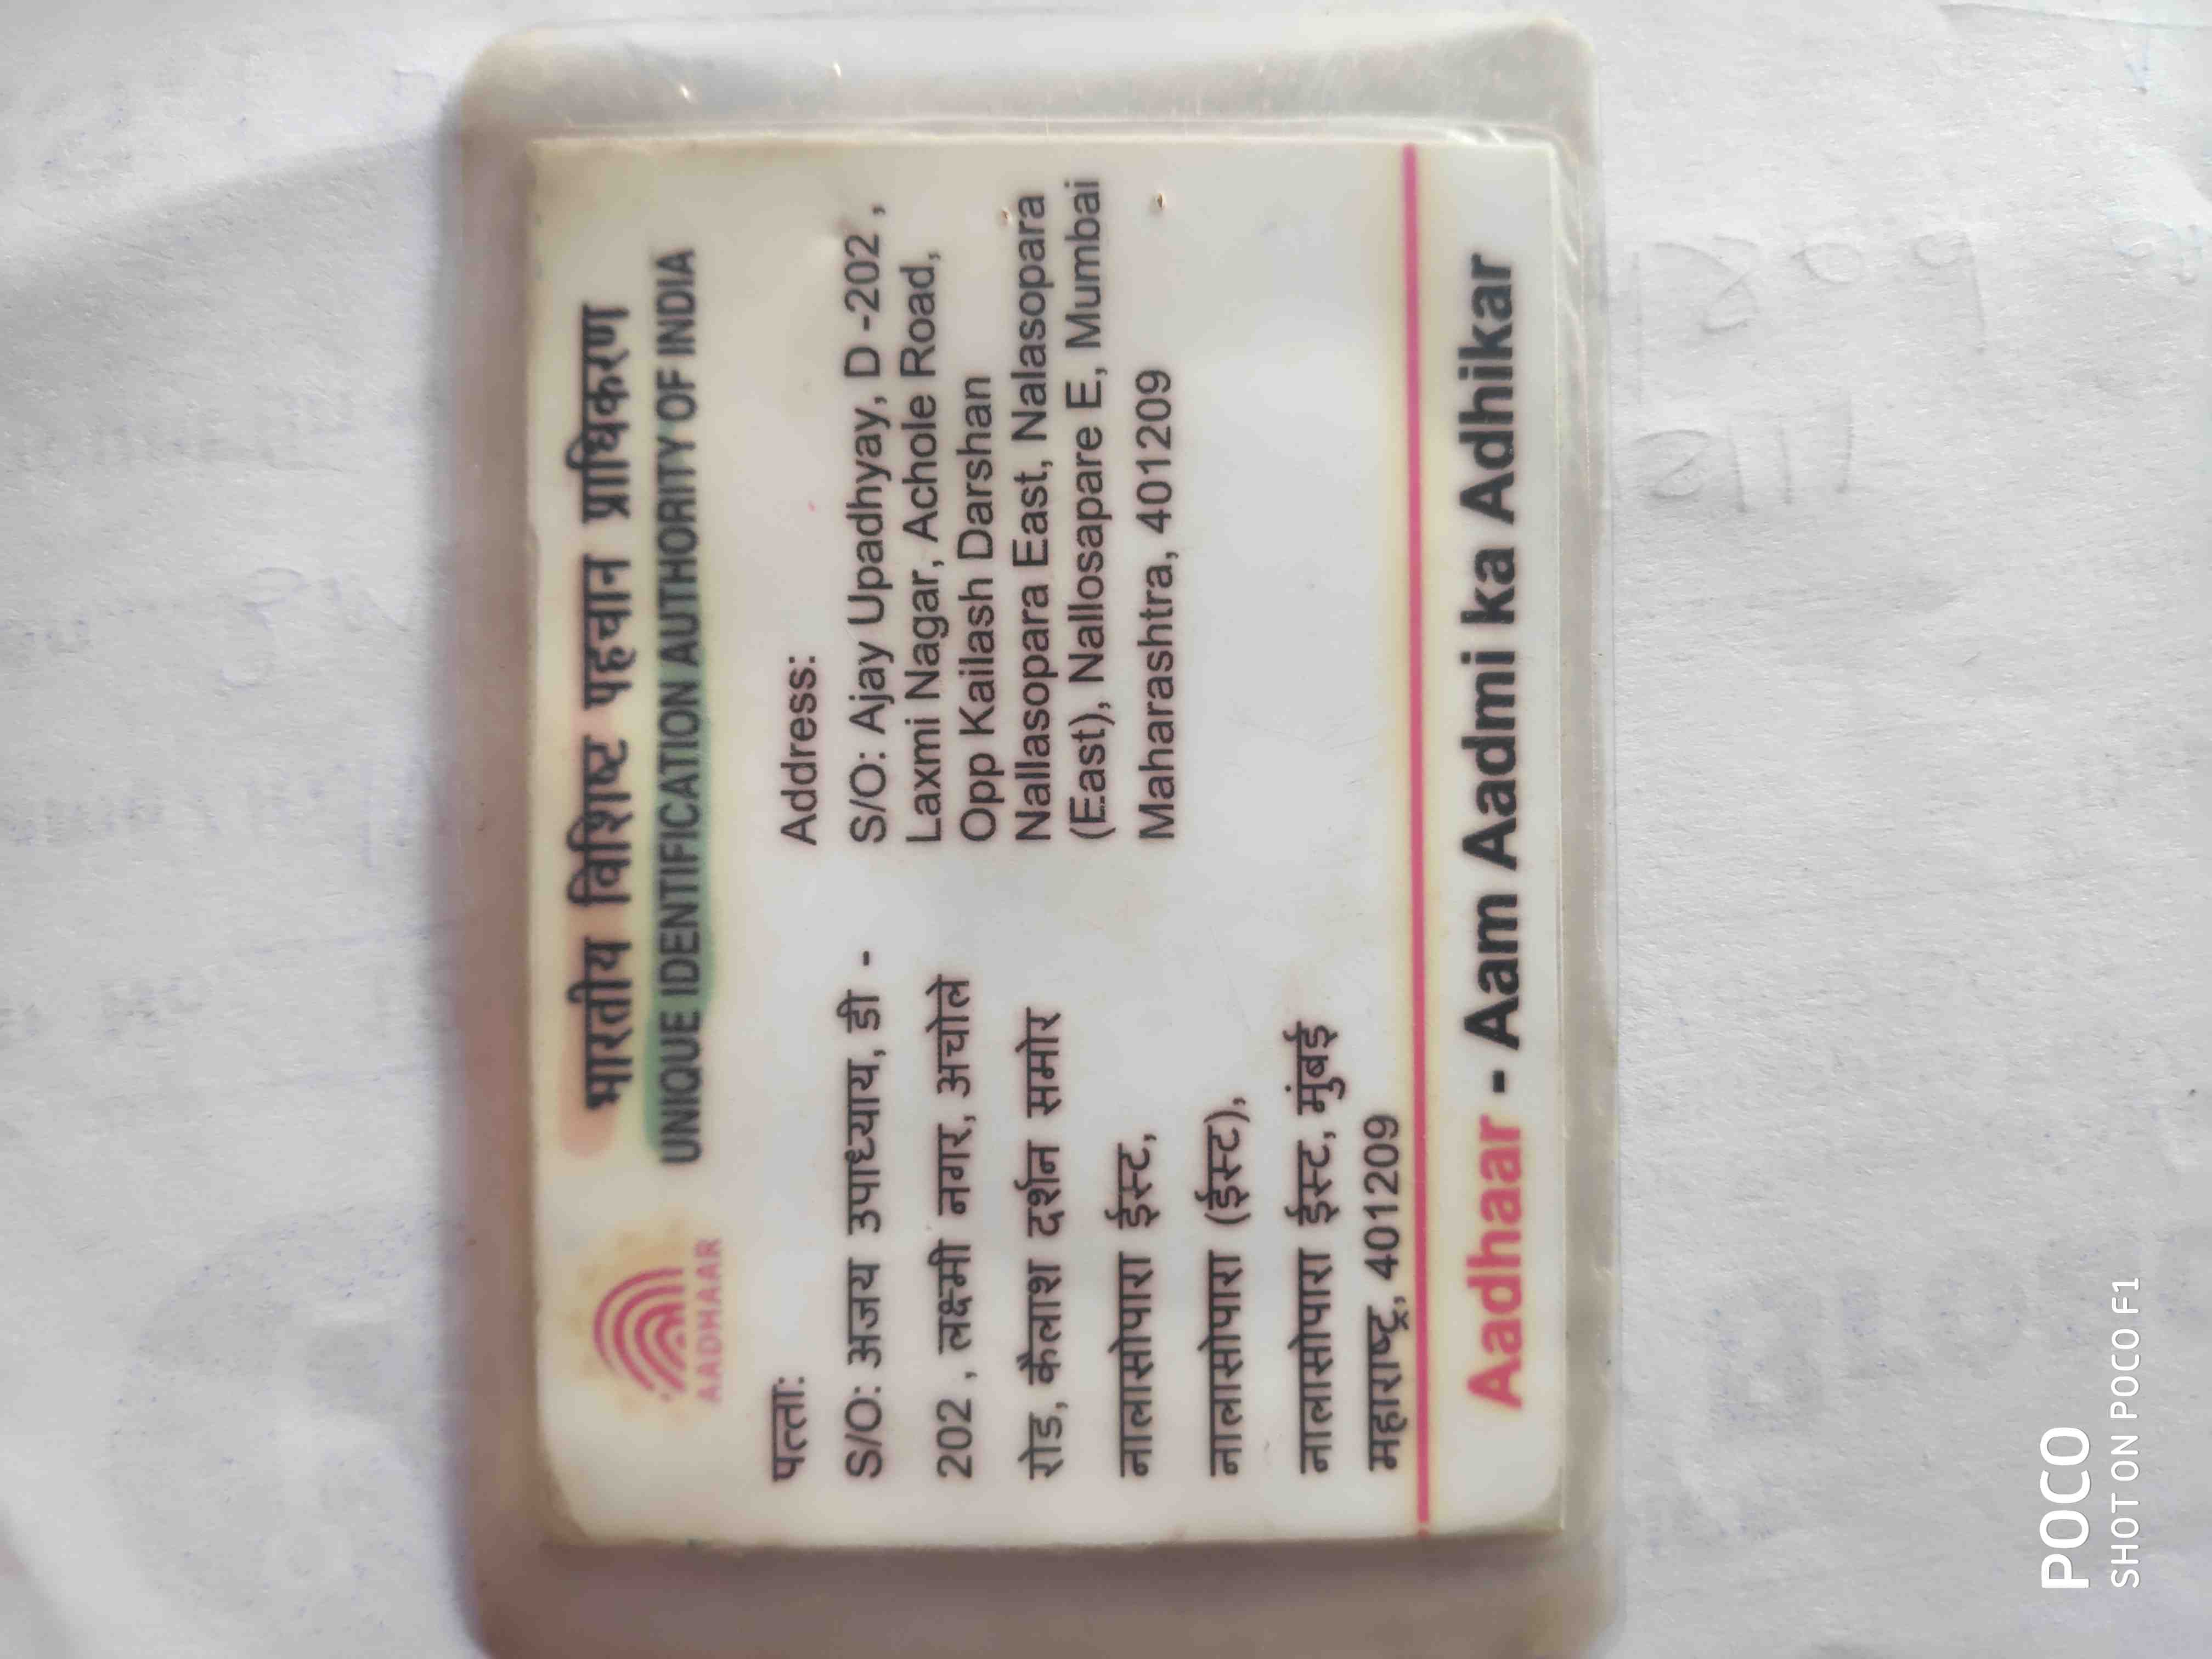 भारतीय विशिष्ट पहचान प्राधिकरण
UNIQUE IDENTIFICATION AUTHORITY OF INDIA
AADHAAR
पत्ता:
S/O: अजय उपाध्याय, डी -
202 , लक्ष्मी नगर, अचोले
रोड, कैलाश दर्शन समोर
नालासोपारा ईस्ट,
नालासोपारा (ईस्ट),
नालासोपारा ईस्ट, मुंबई
महाराष्ट्र, 401209
Address:
S/O: Ajay Upadhyay, D -202 ,
Laxmi Nagar, Achole Road,
Opp Kailash Darshan
Nallasopara East, Nalasopara
(East), Nallosapare E, Mumbai
Maharashtra, 401209
Aadhaar - Aam Aadmi ka Adhikar
POCO
SHOT ON POCO F1